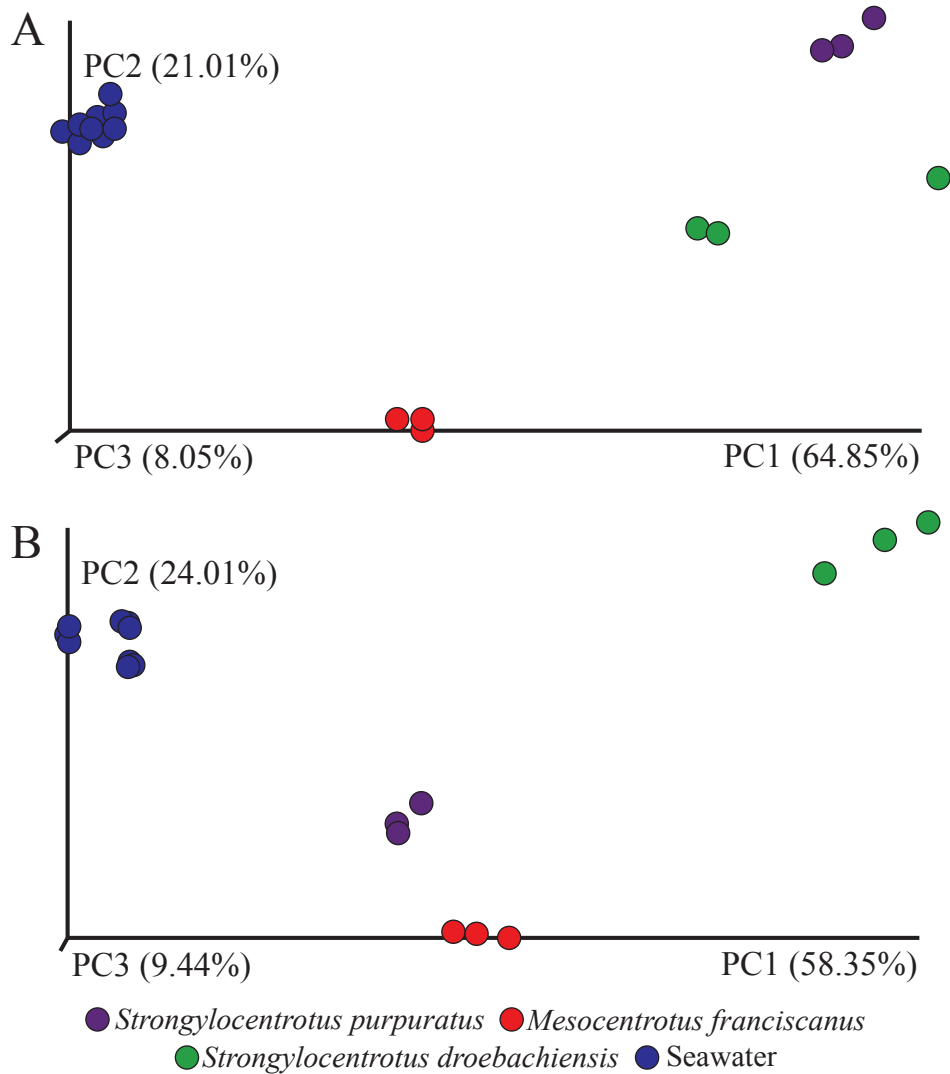 A
PC2 (21.01%)
PC3 (8.05%)
PC1 (64.85%)
B
PC2 (24.01%)
PC3 (9.44%)
PC1 (58.35%)
Strongylocentrotus purpuratus
Mesocentrotus franciscanus
Strongylocentrotus droebachiensis
Seawater